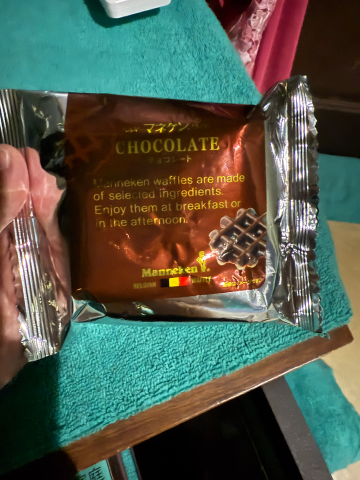 マネケン
CHOCOLATE
チョコレート
Manneken waffles are made
of selected ingredients.
Enjoy them at breakfast or
in the afternoon.
Manneken
BELGIAN